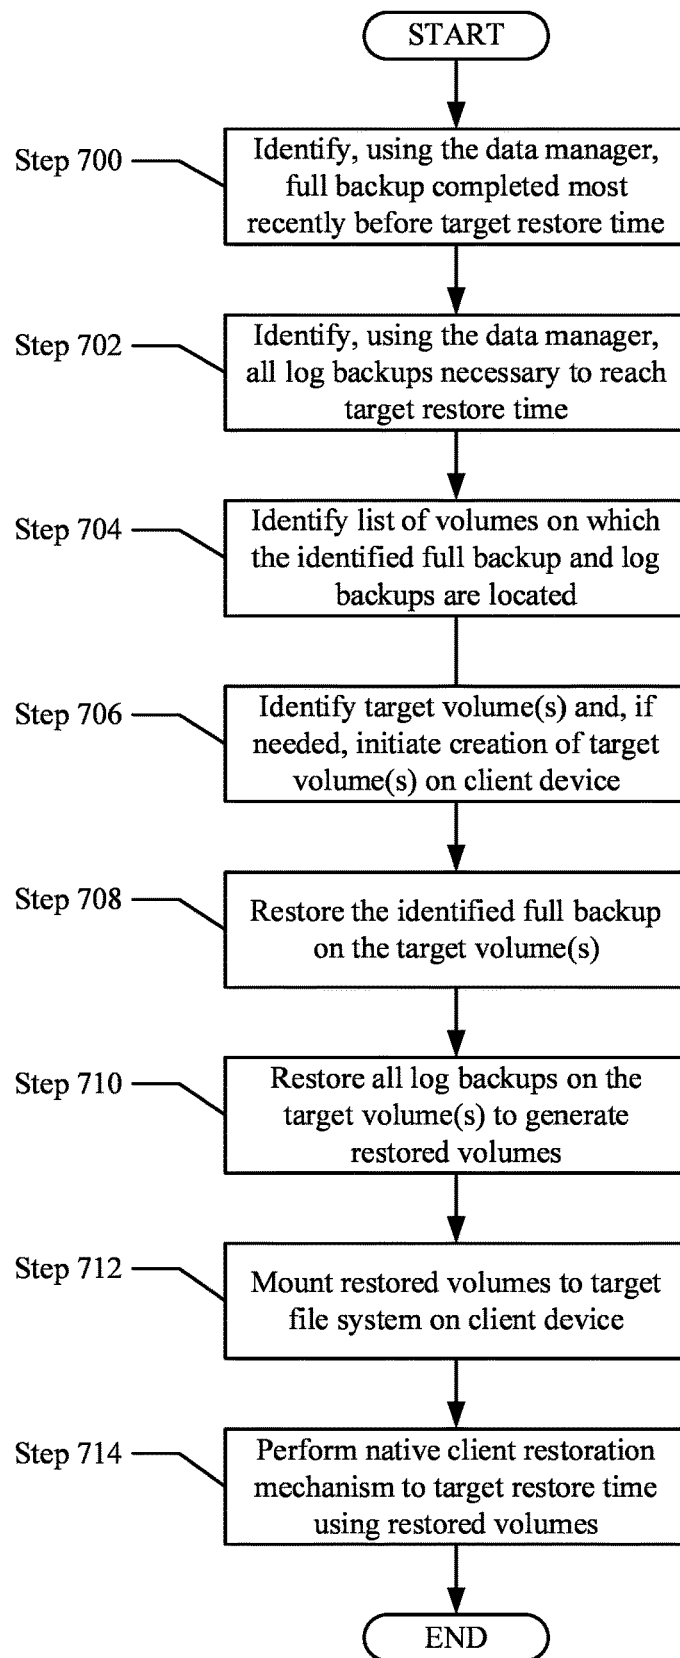 START
Step 700
Identify, using the data manager,
full backup completed most
recently before target restore time
Step 702
Identify, using the data manager,
all log backups necessary to reach
target restore time
Step 704
Identify list of volumes on which
the identified full backup and log
backups are located
Step 706
Identify target volume(s) and, if
needed, initiate creation of target
volume(s) on client device
Step 708
Restore the identified full backup
on the target volume(s)
Step 710
Restore all log backups on the
target volume(s) to generate
restored volumes
Step 712
Mount restored volumes to target
file system on client device
Step 714
Perform native client restoration
mechanism to target restore time
using restored volumes
END